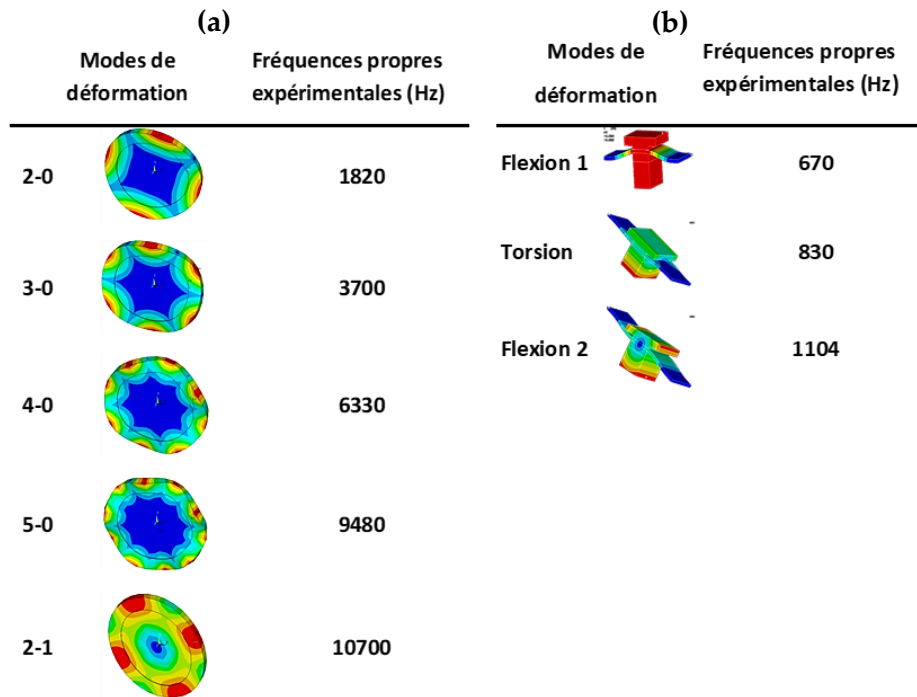 (a)
Modes de
déformation
Fréquences propres
expérimentales (Hz)
2-0 1820
3-0 3700
4-0 6330
5-0 9480
2-1 10700
(b)
Modes de
déformation
Fréquences propres
expérimentales (Hz)
Flexion 1 670
Torsion 830
Flexion 2 1104